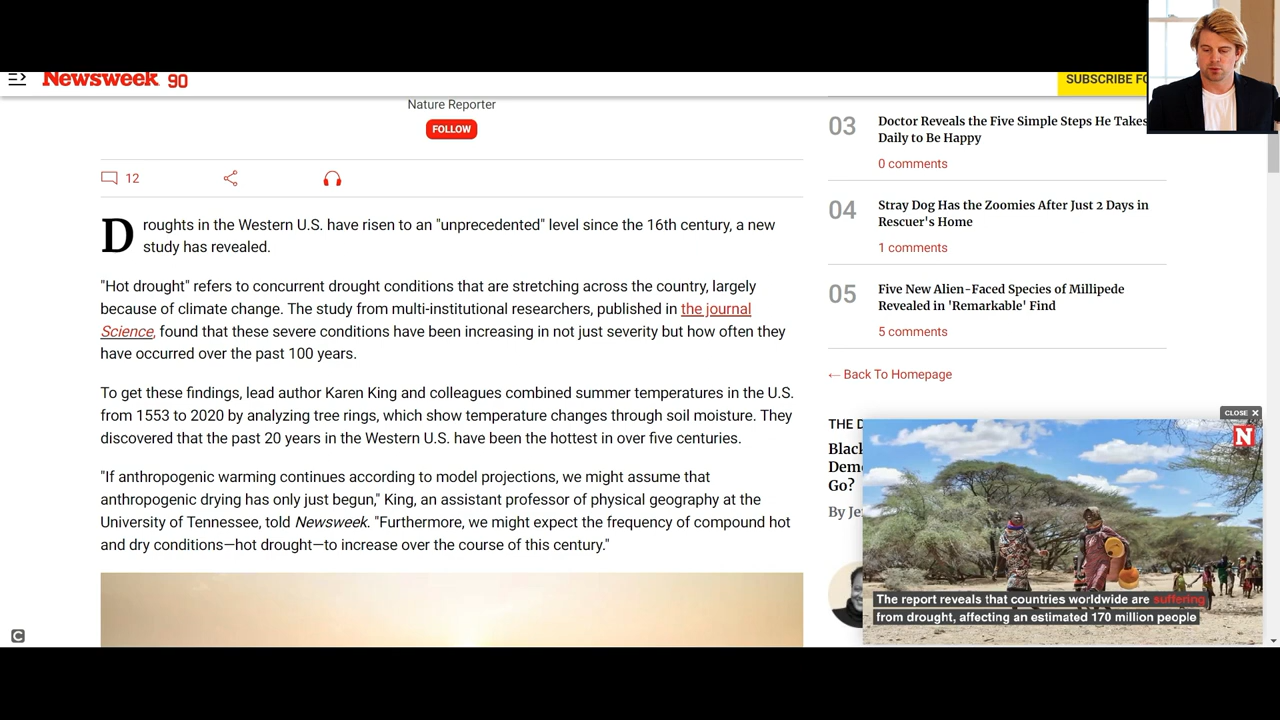 Newsweek 90
SUBSCRIBE FO
Nature Reporter
FOLLOW
12
Droughts in the Western U.S. have risen to an "unprecedented" level since the 16th century, a new
study has revealed.
"Hot drought" refers to concurrent drought conditions that are stretching across the country, largely
because of climate change. The study from multi-institutional researchers, published in the journal
Science, found that these severe conditions have been increasing in not just severity but how often they
have occurred over the past 100 years.
To get these findings, lead author Karen King and colleagues combined summer temperatures in the U.S.
from 1553 to 2020 by analyzing tree rings, which show temperature changes through soil moisture. They
discovered that the past 20 years in the Western U.S. have been the hottest in over five centuries.
"If anthropogenic warming continues according to model projections, we might assume that
anthropogenic drying has only just begun," King, an assistant professor of physical geography at the
University of Tennessee, told Newsweek. "Furthermore, we might expect the frequency of compound hot
and dry conditions—hot drought—to increase over the course of this century."
03
Doctor Reveals the Five Simple Steps He Takes
Daily to Be Happy
0 comments
04
Stray Dog Has the Zoomies After Just 2 Days in
Rescuer's Home
1 comments
05
Five New Alien-Faced Species of Millipede
Revealed in 'Remarkable' Find
5 comments
← Back To Homepage
THE D
Black
Dem
Go?
By Je
CLOSE X
N
The report reveals that countries worldwide are suffering
from drought, affecting an estimated 170 million people
C